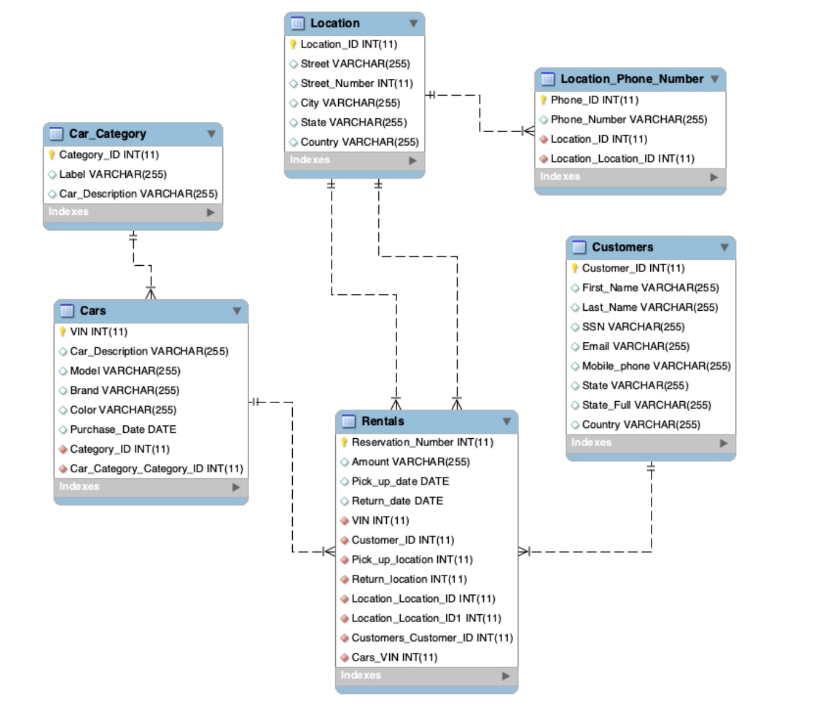 Location
Location_ID INT(11)
Street VARCHAR(255)
Street_Number INT(11)
City VARCHAR(255)
State VARCHAR(255)
Country VARCHAR(255)
Indexes
Location_Phone_Number
Phone_ID INT(11)
Phone_Number VARCHAR(255)
Location_ID INT(11)
Location_Location_ID INT(11)
Indexes
Car_Category
Category_ID INT(11)
Label VARCHAR(255)
Car_Description VARCHAR(255)
Indexes
Customers
Customer_ID INT(11)
First_Name VARCHAR(255)
Last_Name VARCHAR(255)
SSN VARCHAR(255)
Email VARCHAR(255)
Mobile_phone VARCHAR(255)
State VARCHAR(255)
State_Full VARCHAR(255)
Country VARCHAR(255)
Indexes
Cars
VIN INT(11)
Car_Description VARCHAR(255)
Model VARCHAR(255)
Brand VARCHAR(255)
Color VARCHAR(255)
Purchase_Date DATE
Category_ID INT(11)
Car_Category_Category_ID INT(11)
Indexes
Rentals
Reservation_Number INT(11)
Amount VARCHAR(255)
Pick_up_date DATE
Return_date DATE
VIN INT(11)
Customer_ID INT(11)
Pick_up_location INT(11)
Return_location INT(11)
Location_Location_ID INT(11)
Location_Location_ID1 INT(11)
Customers_Customer_ID INT(11)
Cars_VIN INT(11)
Indexes